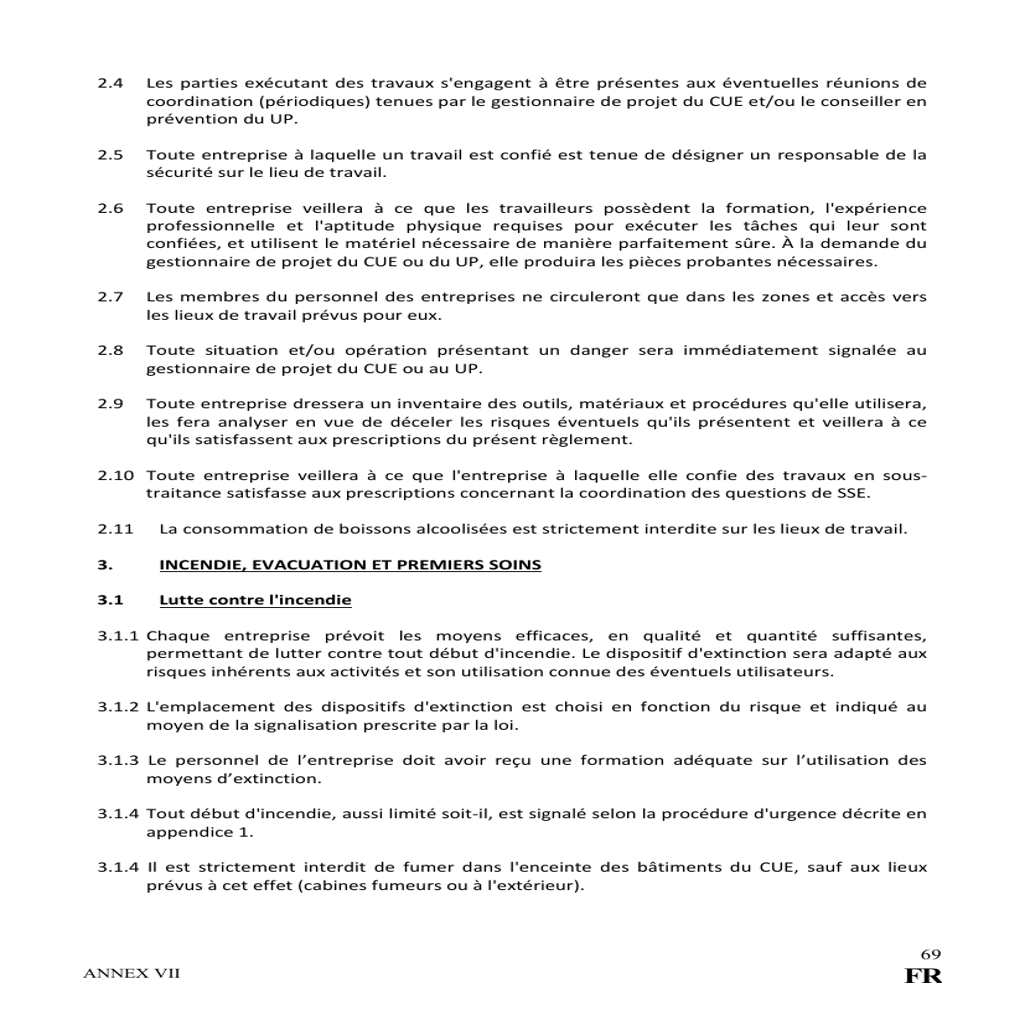 2.4 Les parties exécutant des travaux s'engagent à être présentes aux éventuelles réunions de
coordination (périodiques) tenues par le gestionnaire de projet du CUE et/ou le conseiller en
prévention du UP.
2.5 Toute entreprise à laquelle un travail est confié est tenue de désigner un responsable de la
sécurité sur le lieu de travail.
2.6 Toute entreprise veillera à ce que les travailleurs possèdent la formation, l'expérience
professionnelle et l'aptitude physique requises pour exécuter les tâches qui leur sont
confiées, et utilisent le matériel nécessaire de manière parfaitement sûre. À la demande du
gestionnaire de projet du CUE ou du UP, elle produira les pièces probantes nécessaires.
2.7 Les membres du personnel des entreprises ne circuleront que dans les zones et accès vers
les lieux de travail prévus pour eux.
2.8 Toute situation et/ou opération présentant un danger sera immédiatement signalée au
gestionnaire de projet du CUE ou au UP.
2.9 Toute entreprise dressera un inventaire des outils, matériaux et procédures qu'elle utilisera,
les fera analyser en vue de déceler les risques éventuels qu'ils présentent et veillera à ce
qu'ils satisfassent aux prescriptions du présent règlement.
2.10 Toute entreprise veillera à ce que l'entreprise à laquelle elle confie des travaux en sous-
traitance satisfasse aux prescriptions concernant la coordination des questions de SSE.
2.11 La consommation de boissons alcoolisées est strictement interdite sur les lieux de travail.
3. INCENDIE, EVACUATION ET PREMIERS SOINS
3.1 Lutte contre l'incendie
3.1.1 Chaque entreprise prévoit les moyens efficaces, en qualité et quantité suffisantes,
permettant de lutter contre tout début d'incendie. Le dispositif d'extinction sera adapté aux
risques inhérents aux activités et son utilisation connue des éventuels utilisateurs.
3.1.2 L'emplacement des dispositifs d'extinction est choisi en fonction du risque et indiqué au
moyen de la signalisation prescrite par la loi.
3.1.3 Le personnel de l’entreprise doit avoir reçu une formation adéquate sur l’utilisation des
moyens d’extinction.
3.1.4 Tout début d'incendie, aussi limité soit-il, est signalé selon la procédure d'urgence décrite en
appendice 1.
3.1.4 Il est strictement interdit de fumer dans l'enceinte des bâtiments du CUE, sauf aux lieux
prévus à cet effet (cabines fumeurs ou à l'extérieur).
69
ANNEX VII FR